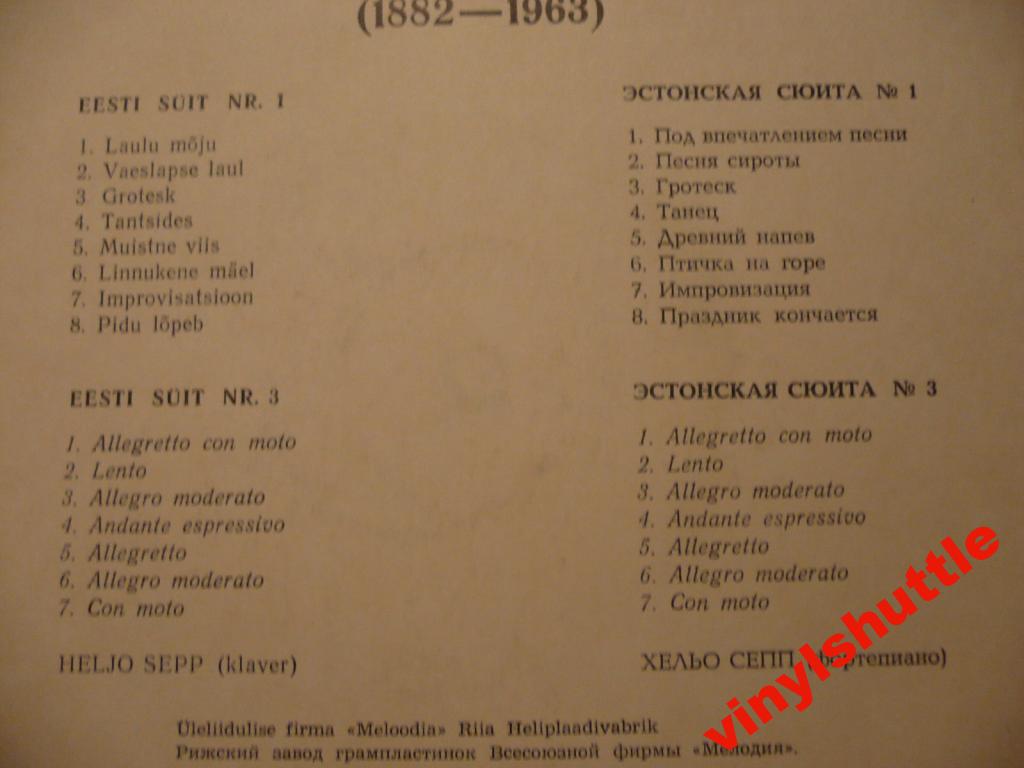 (1882—1963)
EESTI SÜIT NR. 1
1. Laulu mõju
2. Vaeslapse laul
3 Grotesk
4. Tantsides
5. Muistne viis
6. Linnukene mäel
7. Improvisatsioon
8. Pidu lõpeb
EESTI SÜIT NR. 3
1. Allegretto con moto
2. Lento
3. Allegro moderato
4. Andante espressivo
5. Allegretto
6. Allegro moderato
7. Con moto
HELJO SEPP (klaver)
ЭСТОНСКАЯ СЮИТА № 1
1. Под впечатлением песни
2. Песня сироты
3. Гротеск
4. Танец
5. Древний напев
6. Птичка на горе
7. Импровизация
8. Праздник кончается
ЭСТОНСКАЯ СЮИТА № 3
1. Allegretto con moto
2. Lento
3. Allegro moderato
4. Andante espressivo
5. Allegretto
6. Allegro moderato
7. Con moto
ХЕЛЬО СЕПП (фортепиано)
Üleliidulise firma «Meloodia» Riia Heliplaadivabrik
Рижский завод грампластинок Всесоюзной фирмы «Мелодия».
vinylshuttle